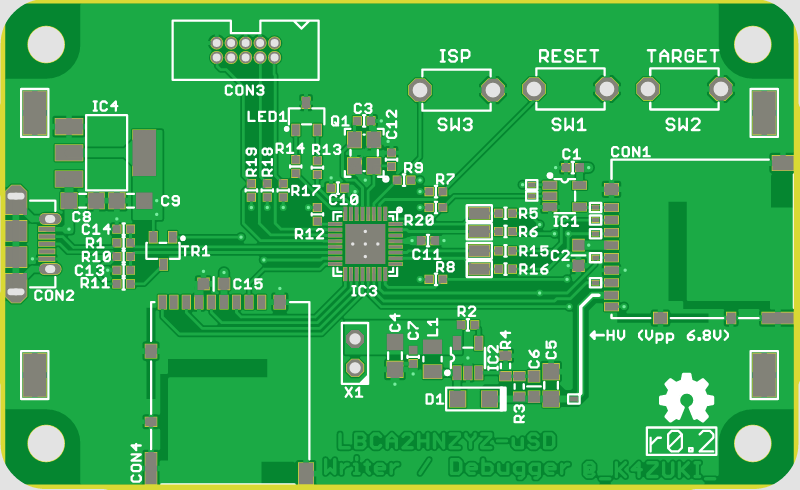 ISP
RESET
TARGET
CON3
SW3
SW1
SW2
IC4
LED1
Q1
C3
C12
CON1
R19
R18
R14
R13
C1
R9
R7
R17
C10
C9
R20
R5
IC1
C8
C14
R12
R6
R1
TR1
C11
R15
C2
R10
C13
R8
R16
R11
C15
IC3
CON2
R2
←HV (Vpp 6.8V)
C4
C7
L1
IC2
R4
C6
C5
X1
D1
R3
r0.2
CON4
LBCA2HNZYZ-uSD
Writer / Debugger @_K4ZUKI_